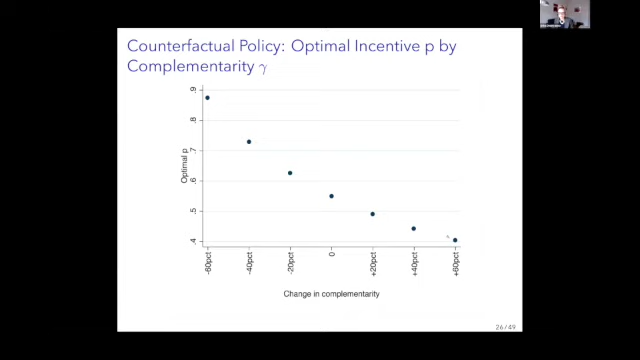 Counterfactual Policy: Optimal Incentive p by
Complementarity γ
.9
.8
.7
.6
.5
.4
Optimal p
-60pct
-40pct
-20pct
0
+20pct
+40pct
+60pct
Change in complementarity
26/49